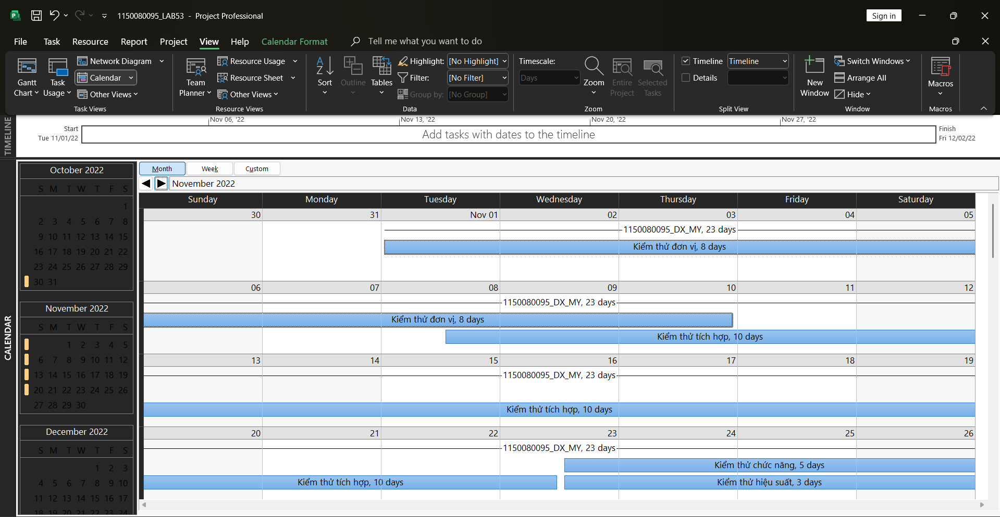 1150080095_LAB53 - Project Professional
Sign in
File Task Resource Report Project View Help Calendar Format Tell me what you want to do
Gantt Chart
Task Usage
Network Diagram
Calendar
Other Views
Task Views
Team Planner
Resource Usage
Resource Sheet
Other Views
Resource Views
Sort
Outline
Tables
Highlight: [No Highlight]
Filter: [No Filter]
Group by: [No Group]
Data
Timescale:
Days
Zoom
Entire Project
Selected Tasks
Zoom
Timeline Timeline
Details
Split View
New Window
Switch Windows
Arrange All
Hide
Window
Macros
Macros
TIMELINE
Nov 06, '22 Nov 13, '22 Nov 20, '22 Nov 27, '22
Start
Tue 11/01/22
Add tasks with dates to the timeline
Finish
Fri 12/02/22
CALENDAR
October 2022
S M T W T F S
1
2 3 4 5 6 7 8
9 10 11 12 13 14 15
16 17 18 19 20 21 22
23 24 25 26 27 28 29
30 31
November 2022
S M T W T F S
1 2 3 4 5
6 7 8 9 10 11 12
13 14 15 16 17 18 19
20 21 22 23 24 25 26
27 28 29 30
December 2022
S M T W T F S
1 2 3
4 5 6 7 8 9 10
11 12 13 14 15 16 17
18 19 20 21 22 23 24
Month Week Custom
November 2022
Sunday Monday Tuesday Wednesday Thursday Friday Saturday
30 31 Nov 01 02 03 04 05
1150080095_DX_MY, 23 days
Kiểm thử đơn vị, 8 days
06 07 08 09 10 11 12
1150080095_DX_MY, 23 days
Kiểm thử đơn vị, 8 days
Kiểm thử tích hợp, 10 days
13 14 15 16 17 18 19
1150080095_DX_MY, 23 days
Kiểm thử tích hợp, 10 days
20 21 22 23 24 25 26
1150080095_DX_MY, 23 days
Kiểm thử chức năng, 5 days
Kiểm thử tích hợp, 10 days
Kiểm thử hiệu suất, 3 days